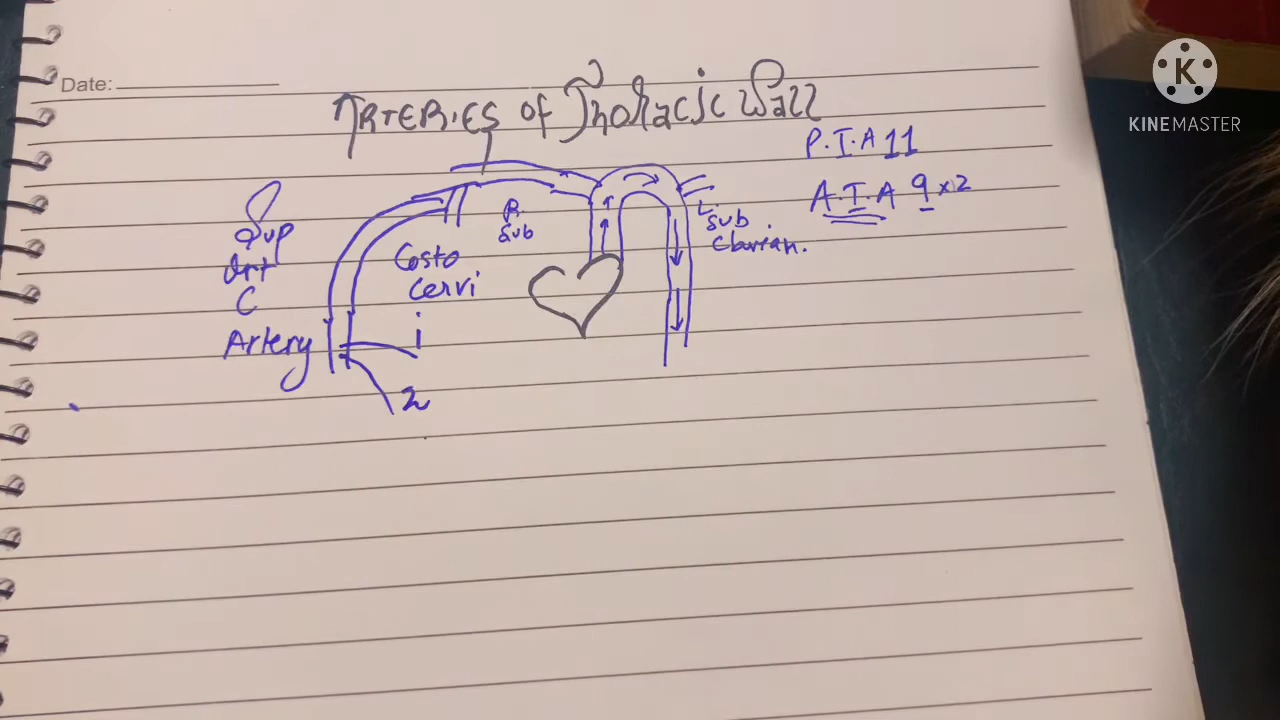 Date:
ARTERIES of Thoracic Wall
P.I.A 11
A.I.A 9 x 2
R
Sub
L
Sub
Clavian.
Costo
Cervi
Sup
Int
C
Artery
1
2
K
KINEMASTER